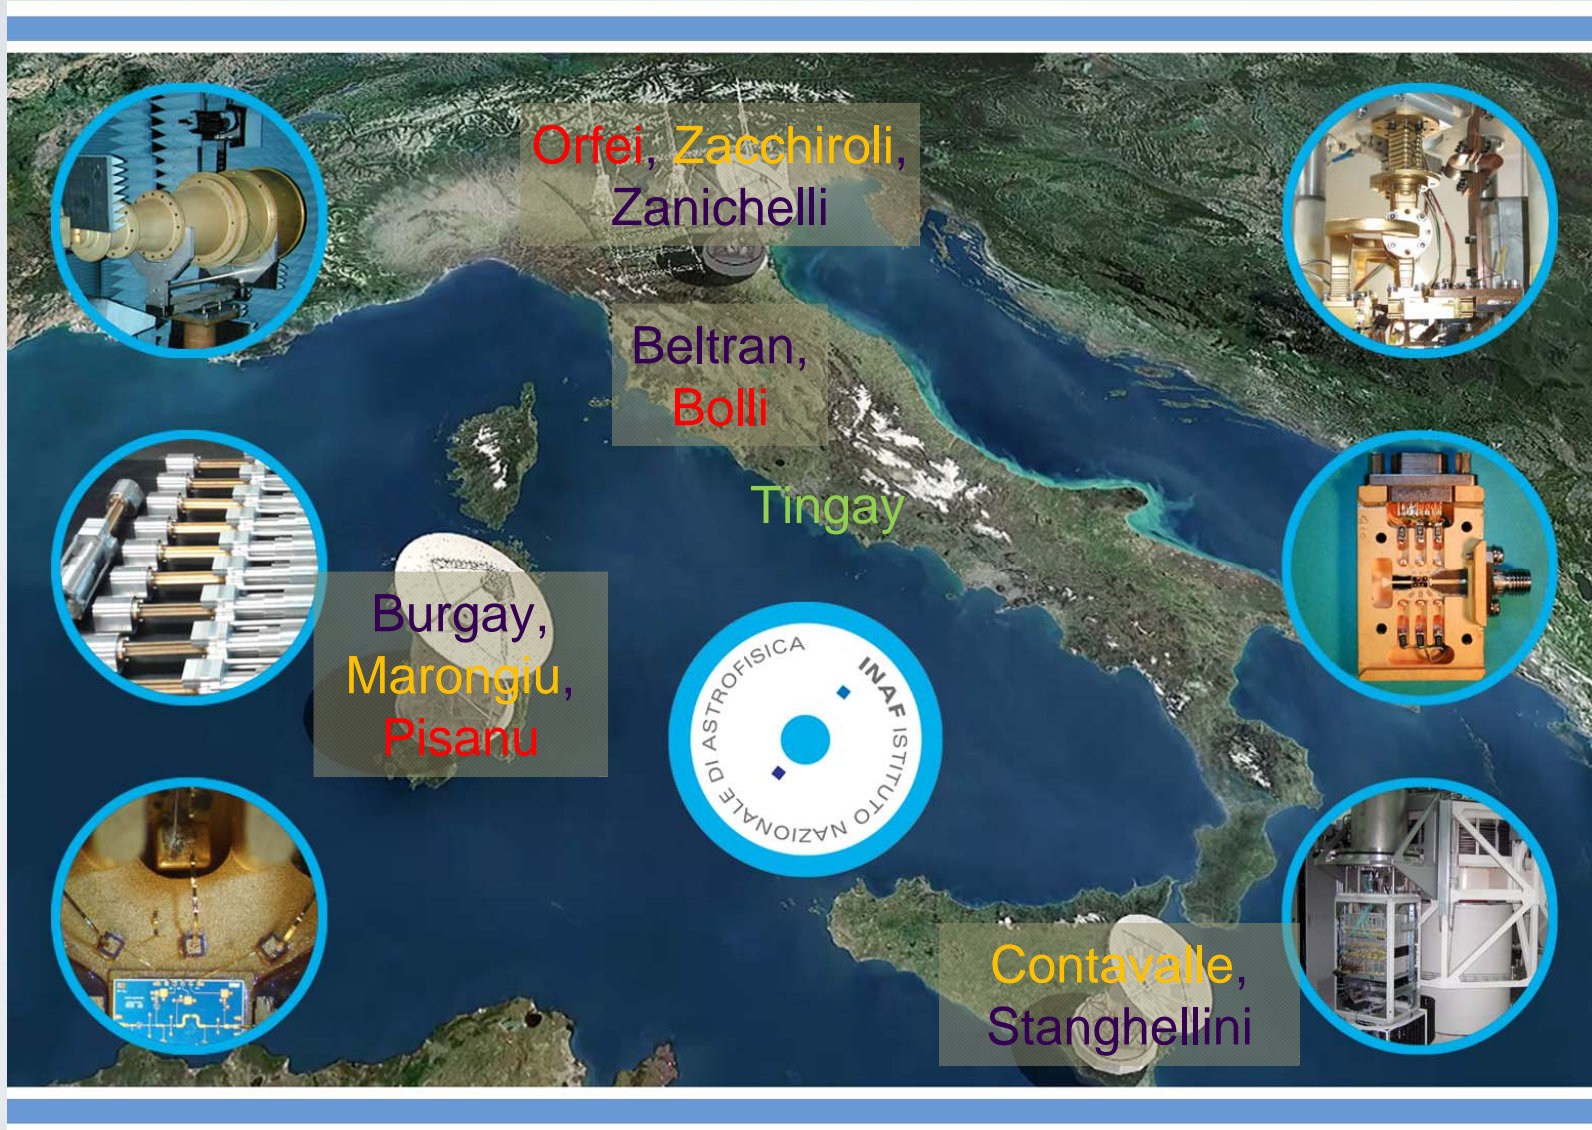 Orfei, Zacchiroli,
Zanichelli
Beltran,
Bolli
Tingay
Burgay,
Marongiu,
Pisanu
INAF ISTITUTO NAZIONALE DI ASTROFISICA
Contavalle,
Stanghellini